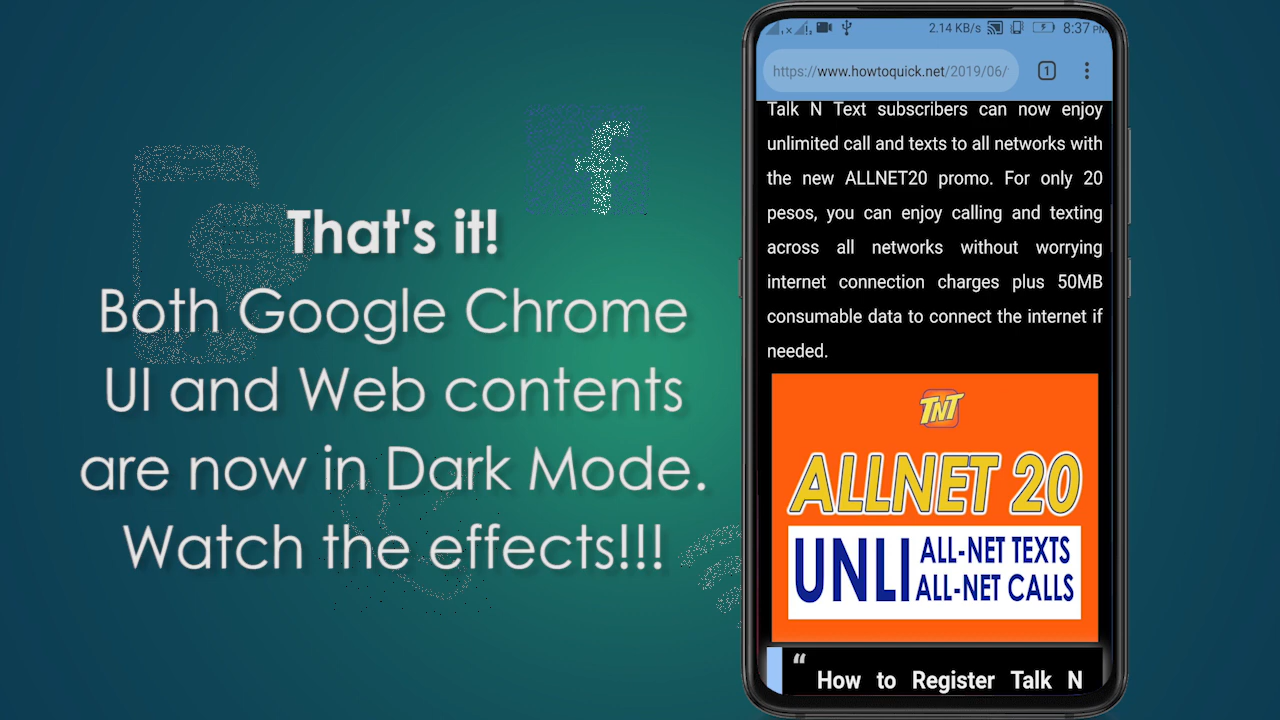 That's it!
Both Google Chrome
UI and Web contents
are now in Dark Mode.
Watch the effects!!!
2.14 KB/s 8:37 PM
https://www.howtoquick.net/2019/06/
1
Talk N Text subscribers can now enjoy
unlimited call and texts to all networks with
the new ALLNET20 promo. For only 20
pesos, you can enjoy calling and texting
across all networks without worrying
internet connection charges plus 50MB
consumable data to connect the internet if
needed.
TNT
ALLNET 20
UNLI
ALL-NET TEXTS
ALL-NET CALLS
“
How to Register Talk N